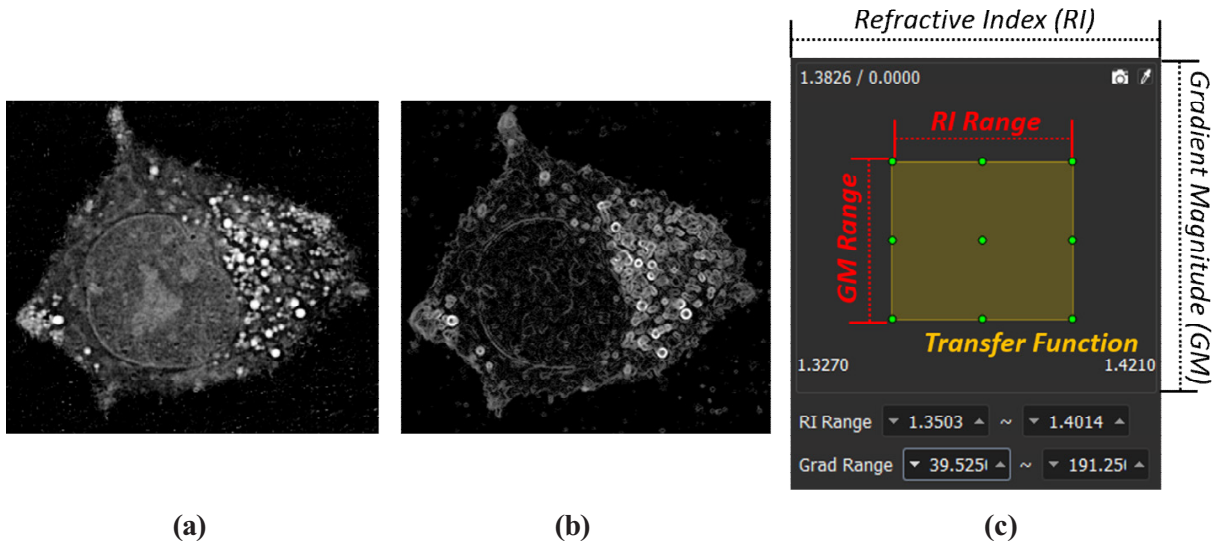 Refractive Index (RI)
1.3826 / 0.0000
RI Range
GM Range
Transfer Function
1.3270
1.4210
Gradient Magnitude (GM)
RI Range 1.3503 ~ 1.4014
Grad Range 39.525( ~ 191.25(
(a)
(b)
(c)